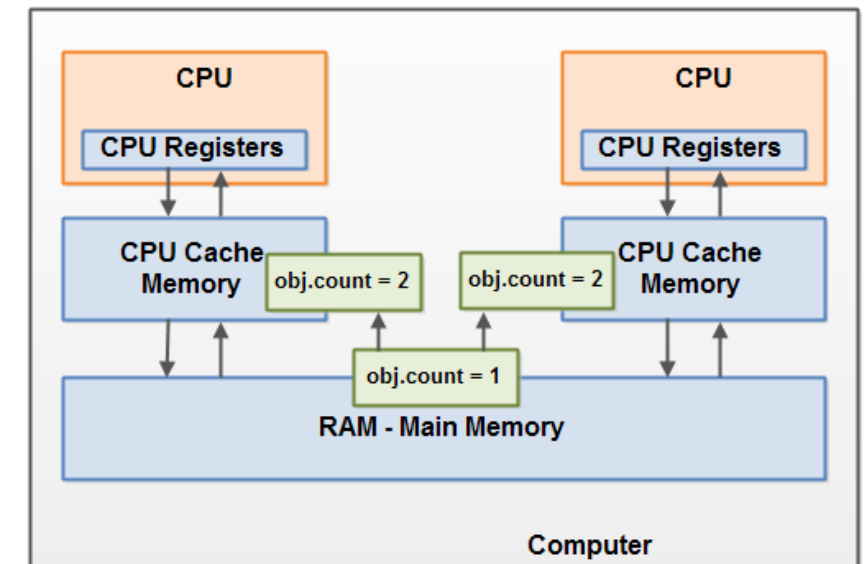 CPU
CPU
CPU Registers
CPU Registers
CPU Cache
Memory
CPU Cache
Memory
obj.count = 2
obj.count = 2
obj.count = 1
RAM - Main Memory
Computer